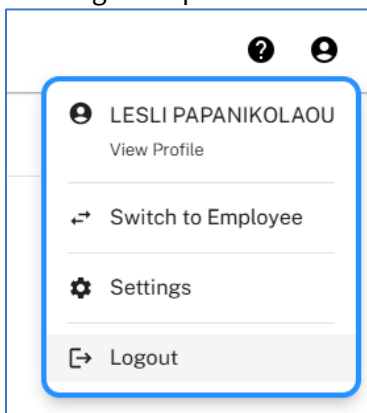 LESLI PAPANIKOLAOU
View Profile
Switch to Employee
Settings
Logout